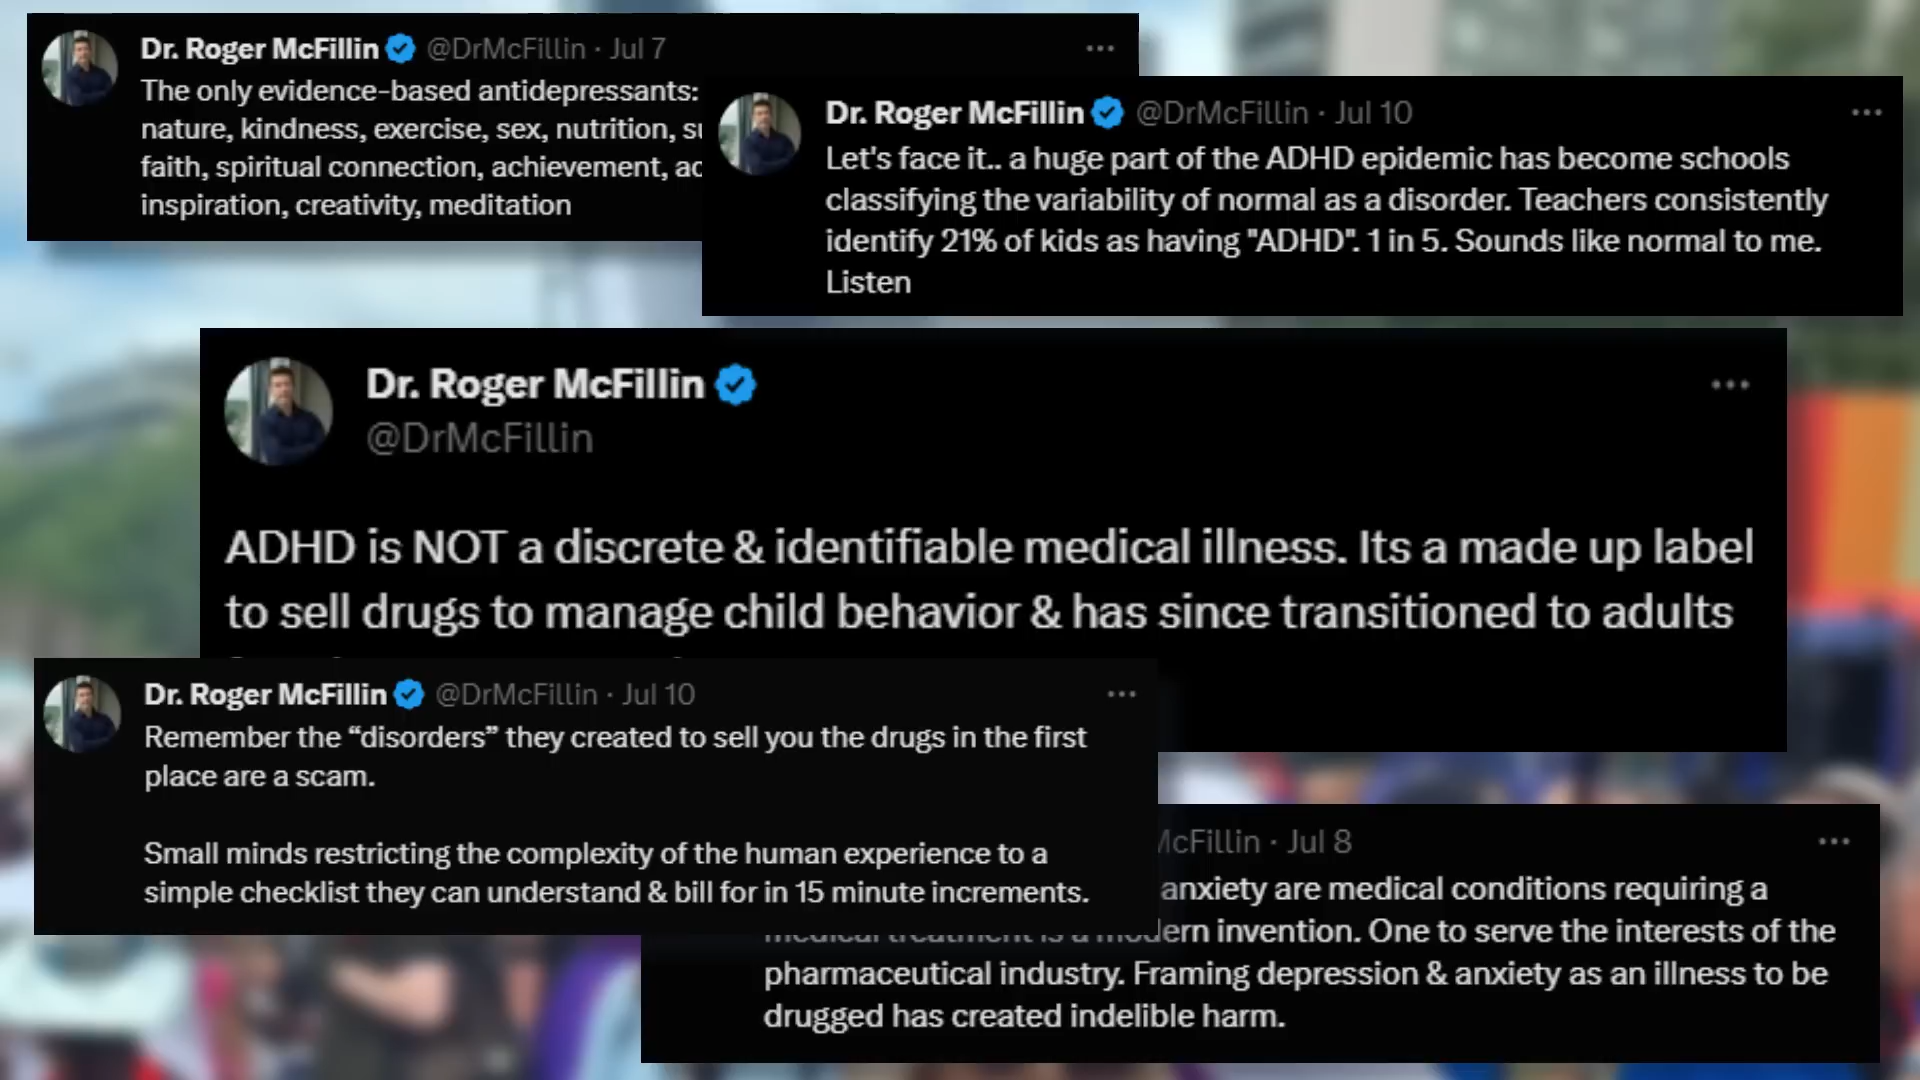 Dr. Roger McFillin @DrMcFillin · Jul 7
The only evidence-based antidepressants:
nature, kindness, exercise, sex, nutrition,
faith, spiritual connection, achievement,
inspiration, creativity, meditation
Dr. Roger McFillin @DrMcFillin · Jul 10
Let's face it.. a huge part of the ADHD epidemic has become schools
classifying the variability of normal as a disorder. Teachers consistently
identify 21% of kids as having "ADHD". 1 in 5. Sounds like normal to me.
Listen
Dr. Roger McFillin
@DrMcFillin
ADHD is NOT a discrete & identifiable medical illness. Its a made up label
to sell drugs to manage child behavior & has since transitioned to adults
Dr. Roger McFillin @DrMcFillin · Jul 10
Remember the “disorders” they created to sell you the drugs in the first
place are a scam.
Small minds restricting the complexity of the human experience to a
simple checklist they can understand & bill for in 15 minute increments.
McFillin · Jul 8
anxiety are medical conditions requiring a
medical treatment is a modern invention. One to serve the interests of the
pharmaceutical industry. Framing depression & anxiety as an illness to be
drugged has created indelible harm.